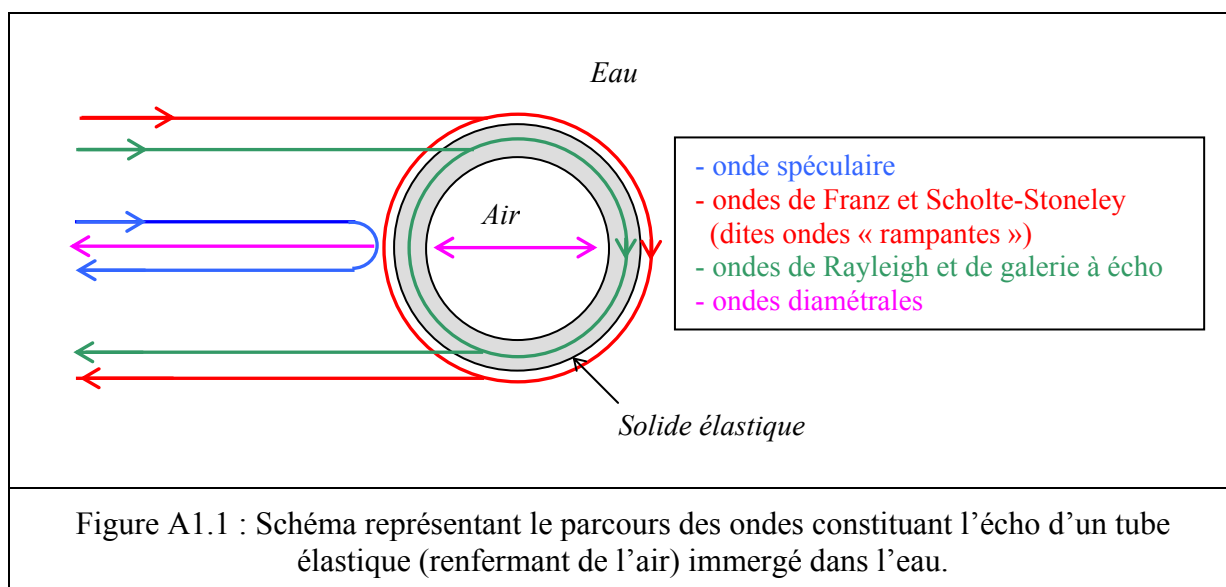 Eau
- onde spéculaire
- ondes de Franz et Scholte-Stoneley
(dites ondes « rampantes »)
- ondes de Rayleigh et de galerie à écho
- ondes diamétrales
Air
Solide élastique
Figure A1.1 : Schéma représentant le parcours des ondes constituant l’écho d’un tube
élastique (renfermant de l’air) immergé dans l’eau.